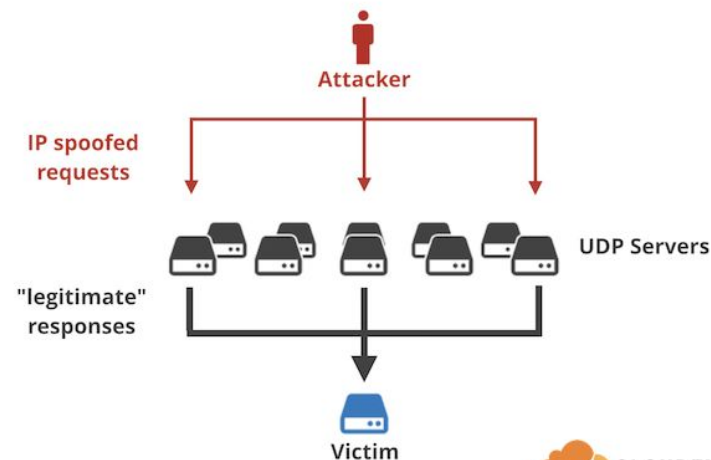 Attacker
IP spoofed
requests
UDP Servers
"legitimate"
responses
Victim